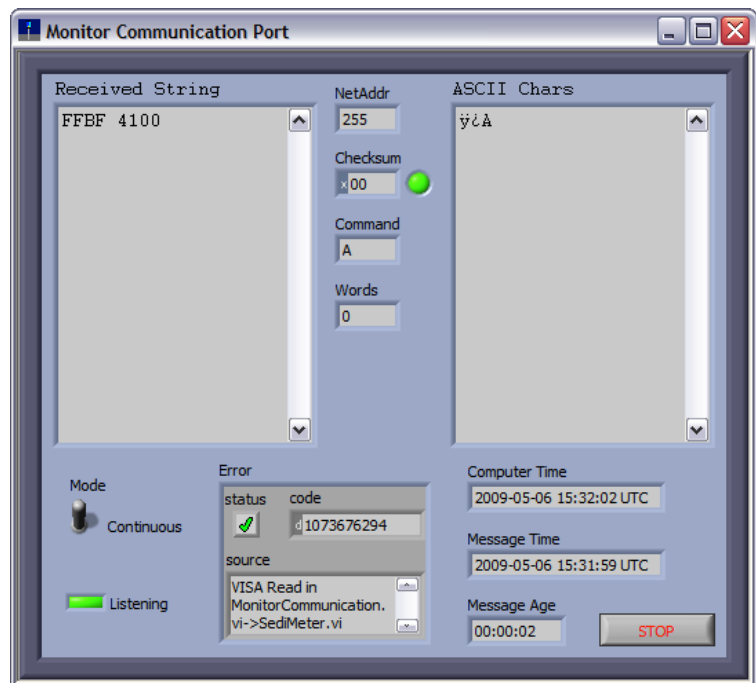 Monitor Communication Port
Received String
FFBF 4100
NetAddr
255
Checksum
x00
Command
A
Words
0
ASCII Chars
ÿ¿A
Mode
Continuous
Listening
Error
status
code
d1073676294
source
VISA Read in
MonitorCommunication.
vi->SediMeter.vi
Computer Time
2009-05-06 15:32:02 UTC
Message Time
2009-05-06 15:31:59 UTC
Message Age
00:00:02
STOP